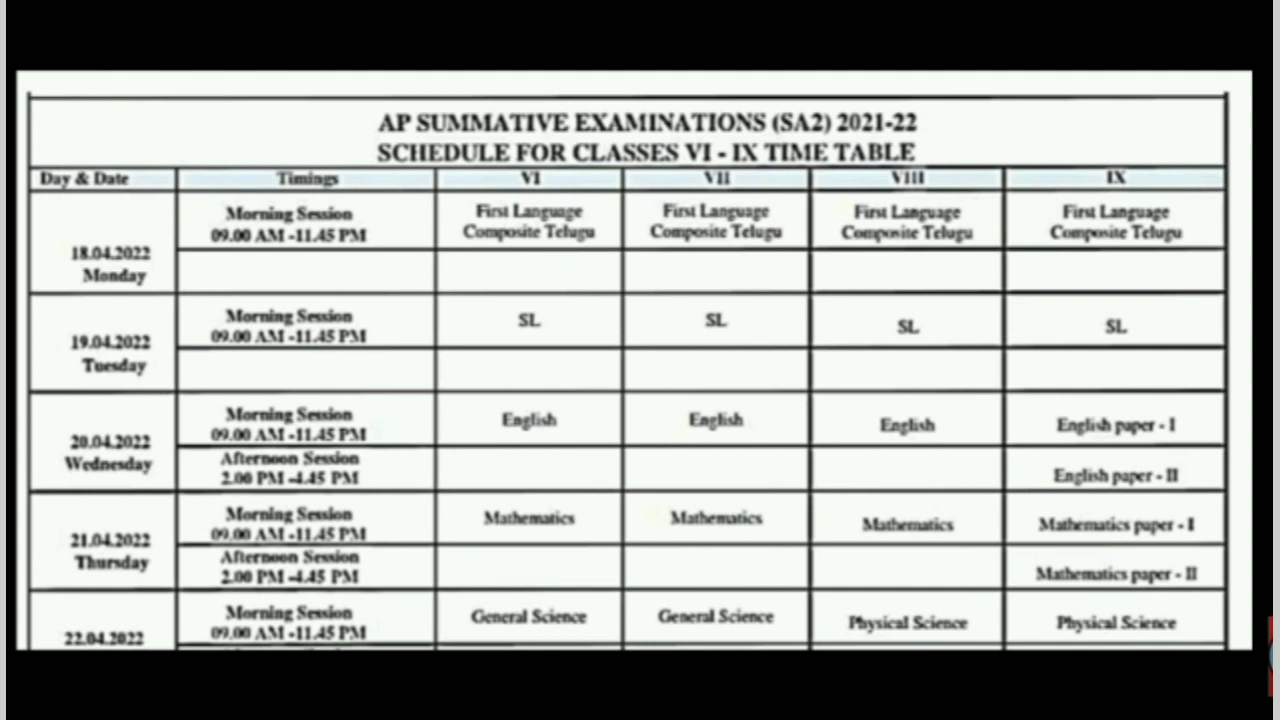 AP SUMMATIVE EXAMINATIONS (SA2) 2021-22
SCHEDULE FOR CLASSES VI - IX TIME TABLE
Day & Date Timings VI VII VIII IX
18.04.2022
Monday
Morning Session
09.00 AM -11.45 PM
First Language
Composite Telugu
First Language
Composite Telugu
First Language
Composite Telugu
First Language
Composite Telugu
19.04.2022
Tuesday
Morning Session
09.00 AM -11.45 PM
SL
SL
SL
SL
20.04.2022
Wednesday
Morning Session
09.00 AM -11.45 PM
English
English
English
English paper - I
Afternoon Session
2.00 PM -4.45 PM
English paper - II
21.04.2022
Thursday
Morning Session
09.00 AM -11.45 PM
Mathematics
Mathematics
Mathematics
Mathematics paper - I
Afternoon Session
2.00 PM -4.45 PM
Mathematics paper - II
22.04.2022
Morning Session
09.00 AM -11.45 PM
General Science
General Science
Physical Science
Physical Science